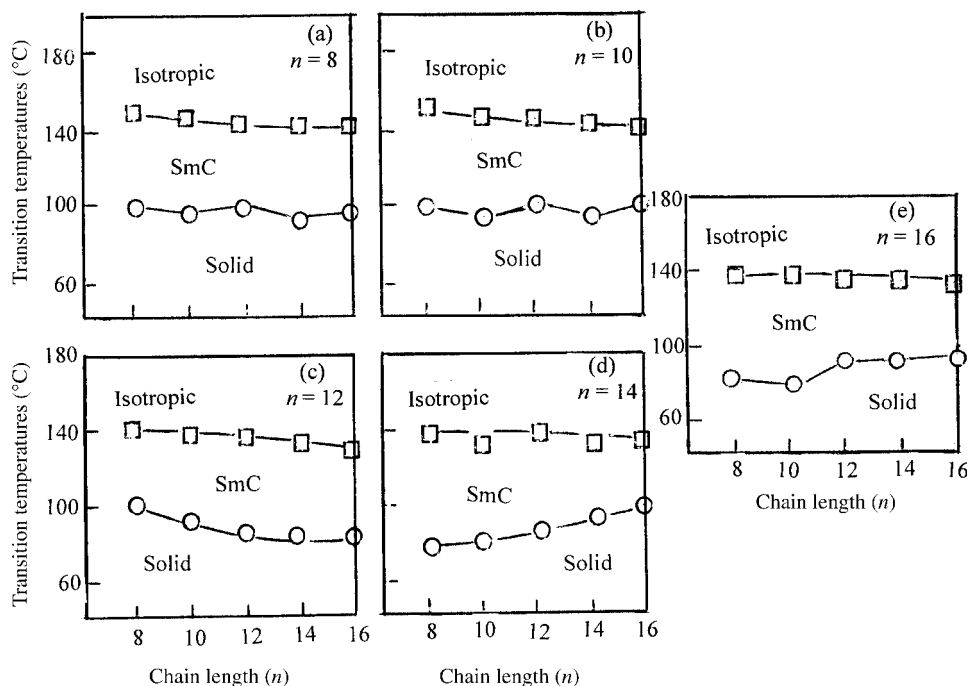 Transition temperatures (°C)
180
140
100
60
(a)
n = 8
Isotropic
SmC
Solid
(b)
n = 10
Isotropic
SmC
Solid
Transition temperatures (°C)
180
140
100
60
(c)
n = 12
Isotropic
SmC
Solid
8 10 12 14 16
Chain length (n)
(d)
n = 14
Isotropic
SmC
Solid
8 10 12 14 16
Chain length (n)
180
140
100
60
(e)
n = 16
Isotropic
SmC
Solid
8 10 12 14 16
Chain length (n)